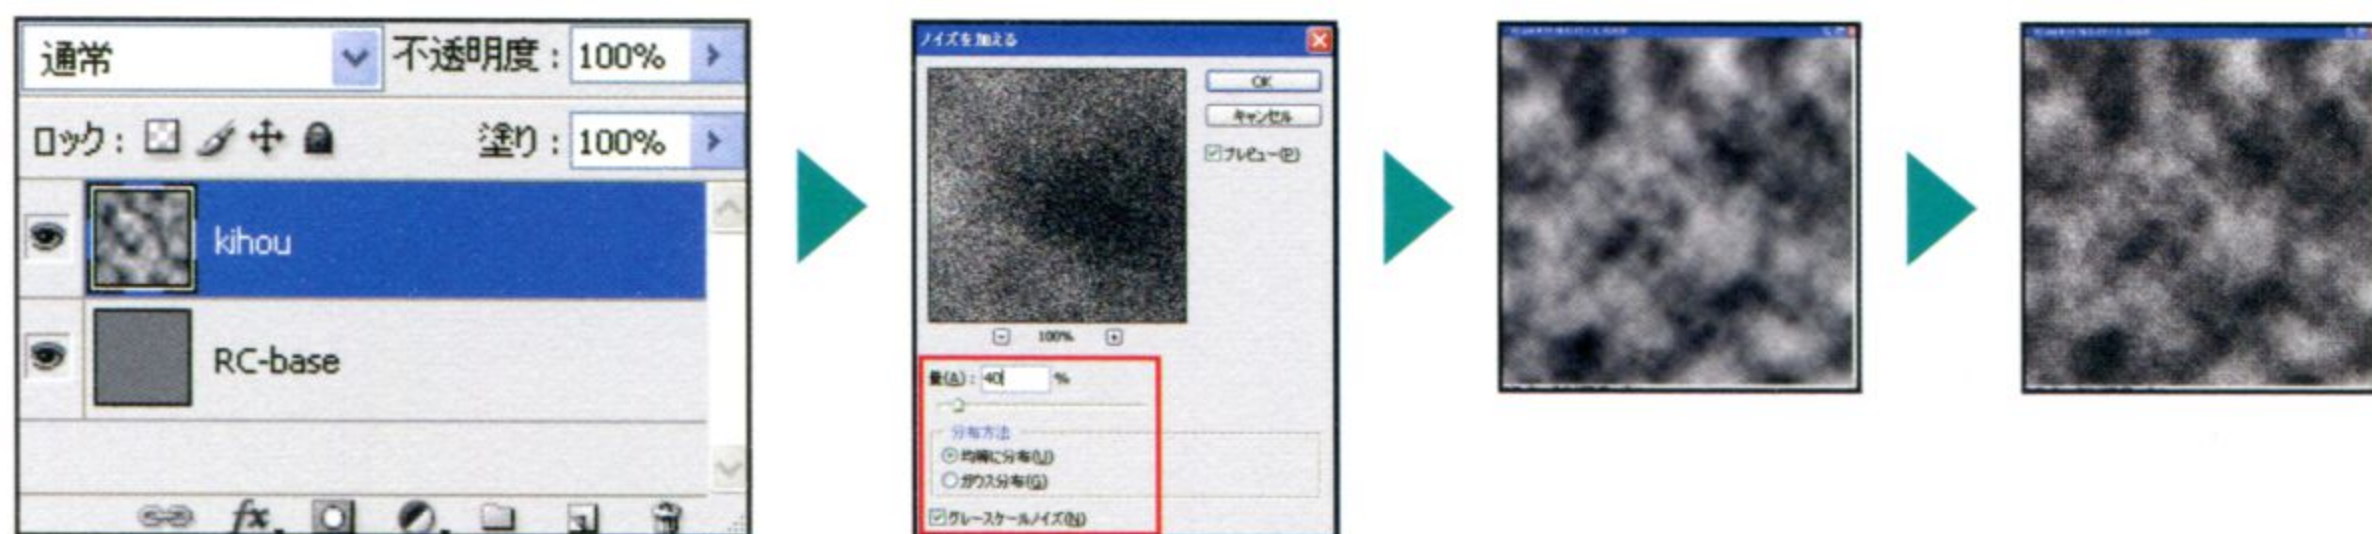 通常 不透明度：100%
ロック： 塗り：100%
kihou
RC-base
fx.
ノイズを加える
OK
キャンセル
プレビュー(P)
100%
量(A)：40 %
分布方法
均等に分布(U)
ガウス分布(G)
グレースケールノイズ(N)